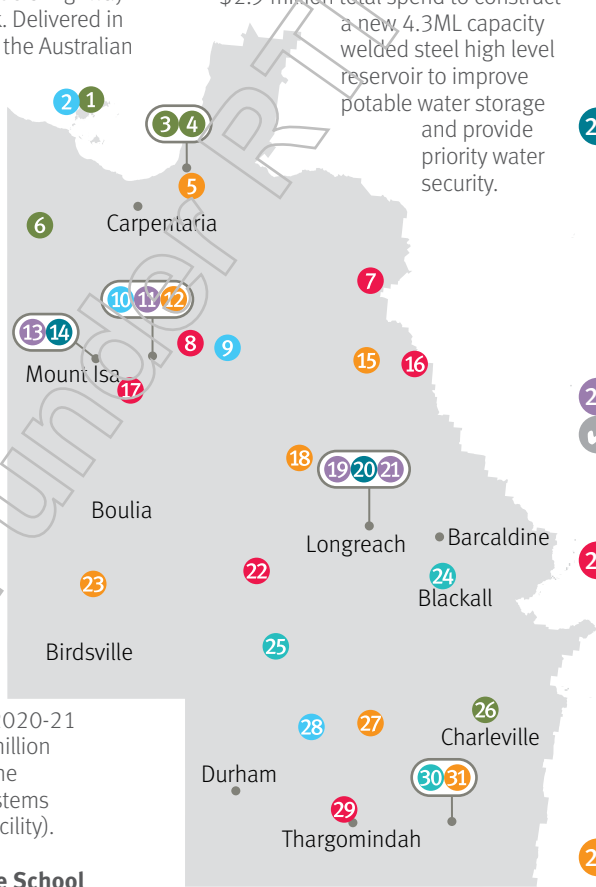 . Delivered in
the Australian
$2.9 million total spend to construct
a new 4.3ML capacity
welded steel high level
reservoir to improve
potable water storage
and provide
priority water
security.
2 1
3 4
5
Carpentaria
6
7
10 11 12
13 14
8
9
15
16
Mount Isa
17
18
19 20 21
Boulia
Longreach
Barcaldine
22
23
24
Blackall
Birdsville
25
26
28
27
Charleville
2020-21
million
Durham
30 31
29
Thargomindah
stems
cility).
School
under RTI